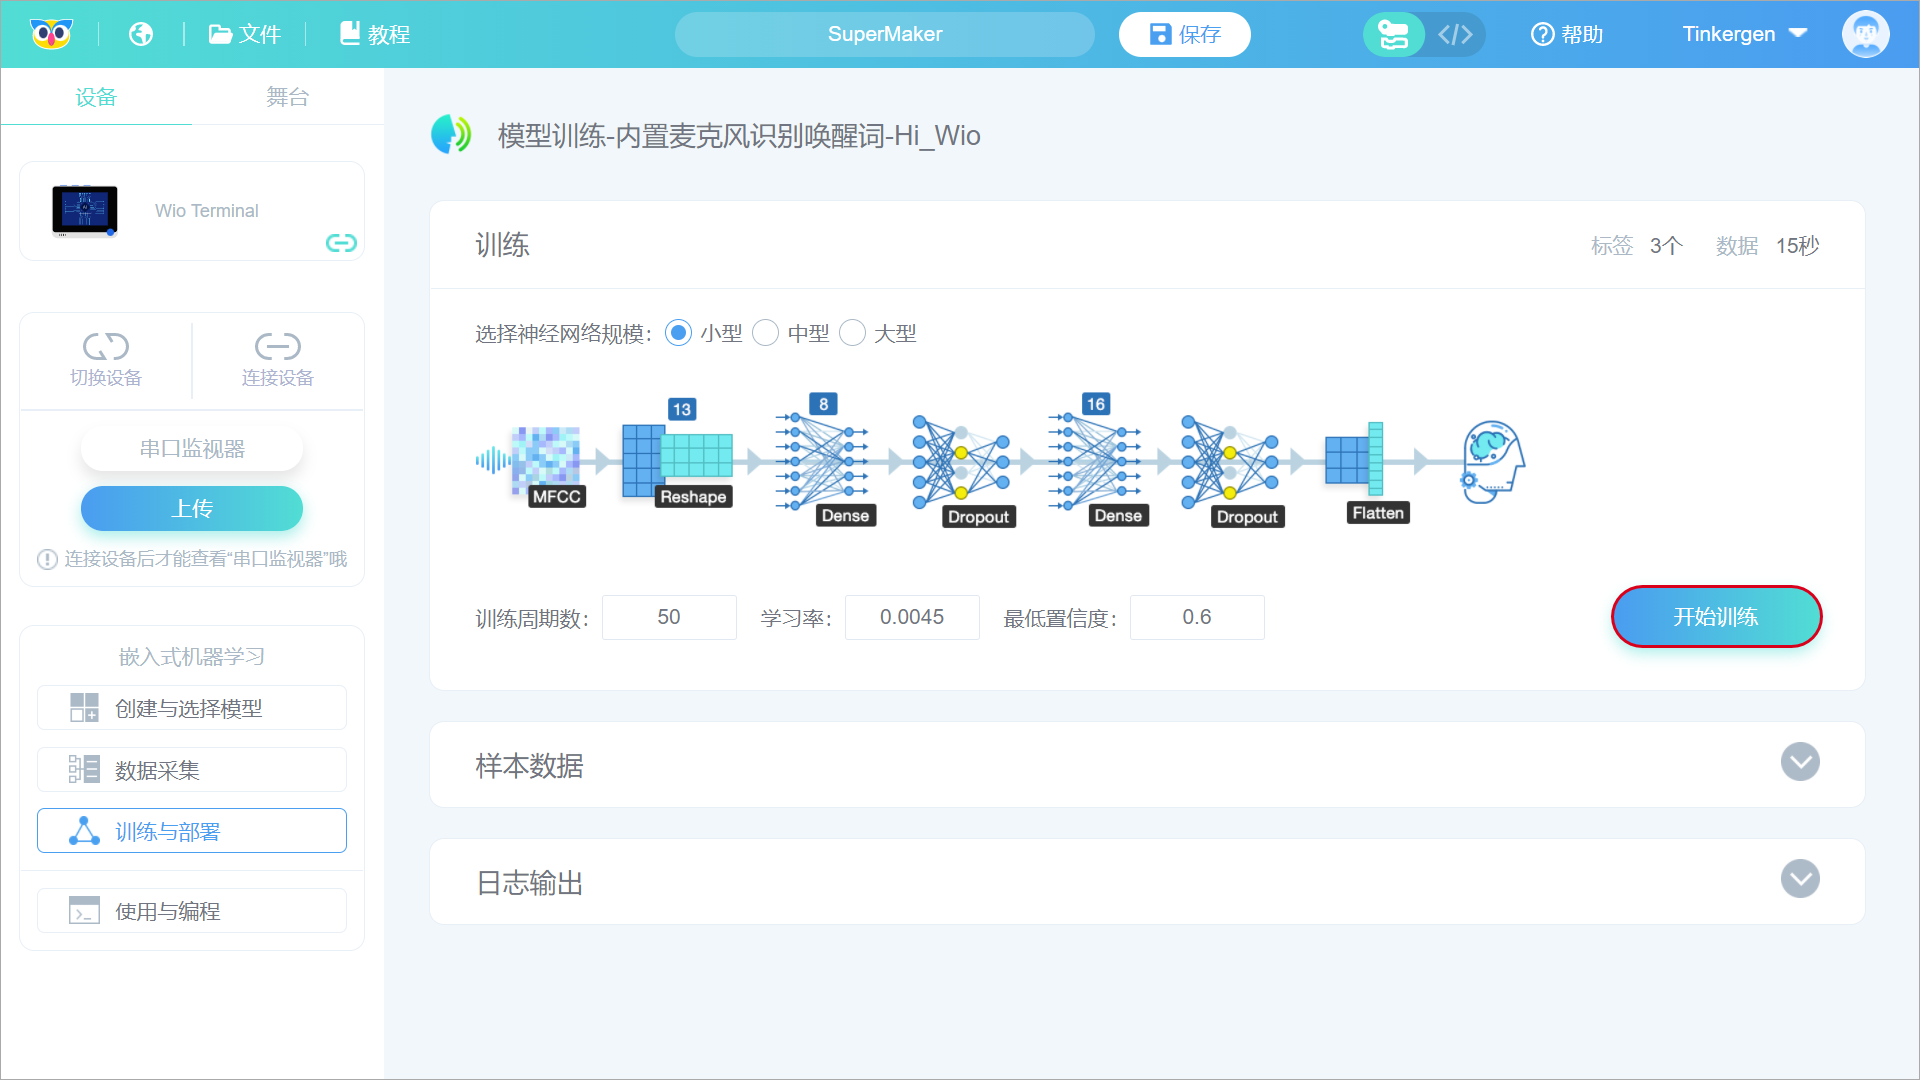 文件
教程
SuperMaker
保存
</>
帮助
Tinkergen
设备
舞台
Wio Terminal
切换设备
连接设备
串口监视器
上传
连接设备后才能查看“串口监视器”哦
嵌入式机器学习
创建与选择模型
数据采集
训练与部署
使用与编程
模型训练-内置麦克风识别唤醒词-Hi_Wio
训练
标签 3个 数据 15秒
选择神经网络规模: 小型 中型 大型
13 8 16
MFCC Reshape Dense Dropout Dense Dropout Flatten
训练周期数: 50 学习率: 0.0045 最低置信度: 0.6
开始训练
样本数据
日志输出